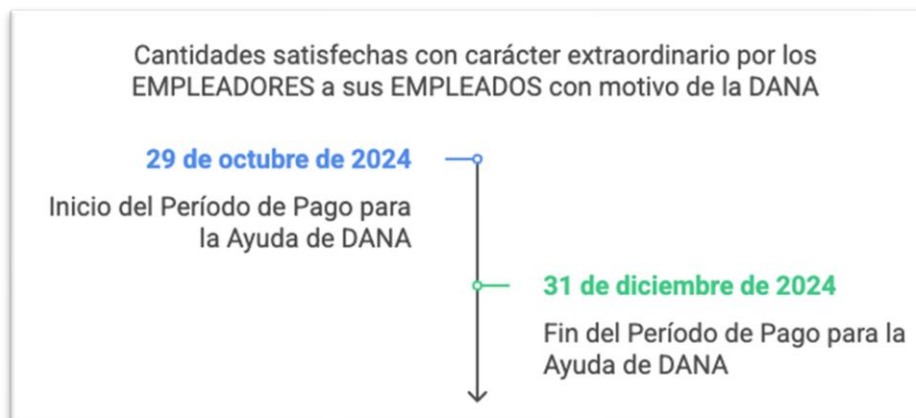 Cantidades satisfechas con carácter extraordinario por los
EMPLEADORES a sus EMPLEADOS con motivo de la DANA
29 de octubre de 2024
Inicio del Período de Pago para
la Ayuda de DANA
31 de diciembre de 2024
Fin del Período de Pago para la
Ayuda de DANA